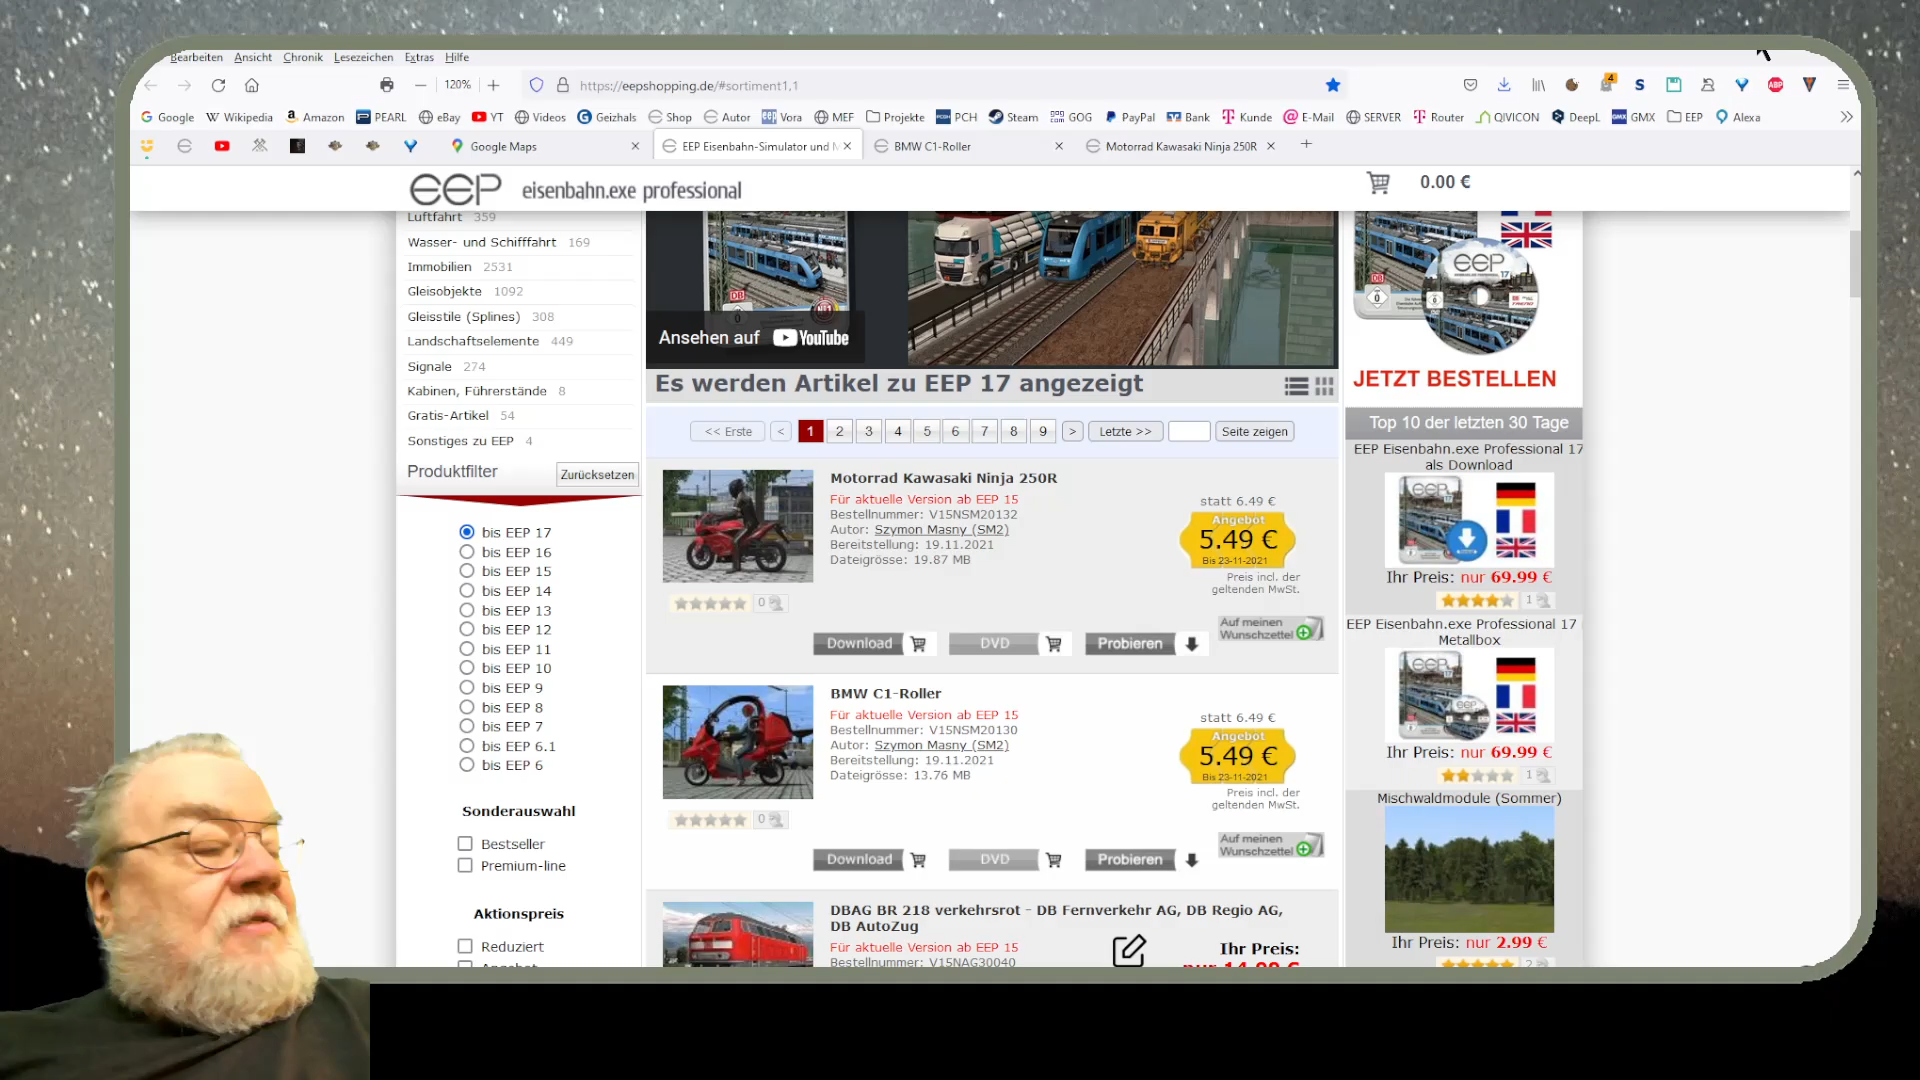 Bearbeiten Ansicht Chronik Lesezeichen Extras Hilfe
120% https://eepshopping.de/#sortiment1,1
Google Wikipedia Amazon PEARL eBay YT Videos Geizhals Shop Autor Vora MEF Projekte PCH Steam GOG PayPal Bank Kunde E-Mail SERVER Router QIVICON DeepL GMX EEP Alexa
Google Maps EEP Eisenbahn-Simulator und BMW C1-Roller Motorrad Kawasaki Ninja 250R
EEP eisenbahn.exe professional 0.00 €
Luftfahrt 359
Wasser- und Schifffahrt 169
Immobilien 2531
Gleisobjekte 1092
Gleisstile (Splines) 308
Landschaftselemente 449
Signale 274
Kabinen, Führerstände 8
Gratis-Artikel 54
Sonstiges zu EEP 4
Produktfilter Zurücksetzen
bis EEP 17
bis EEP 16
bis EEP 15
bis EEP 14
bis EEP 13
bis EEP 12
bis EEP 11
bis EEP 10
bis EEP 9
bis EEP 8
bis EEP 7
bis EEP 6.1
bis EEP 6
Sonderauswahl
Bestseller
Premium-line
Aktionspreis
Reduziert
Ansehen auf YouTube
Es werden Artikel zu EEP 17 angezeigt
<< Erste < 1 2 3 4 5 6 7 8 9 > Letzte >> Seite zeigen
Motorrad Kawasaki Ninja 250R
Für aktuelle Version ab EEP 15
Bestellnummer: V15NSM20132
Autor: Szymon Masny (SM2)
Bereitstellung: 19.11.2021
Dateigrösse: 19.87 MB
0
statt 6.49 €
Angebot
5.49 €
Bis 23-11-2021
Preis incl. der
geltenden MwSt.
Auf meinen
Wunschzettel
Download DVD Probieren
BMW C1-Roller
Für aktuelle Version ab EEP 15
Bestellnummer: V15NSM20130
Autor: Szymon Masny (SM2)
Bereitstellung: 19.11.2021
Dateigrösse: 13.76 MB
0
statt 6.49 €
Angebot
5.49 €
Bis 23-11-2021
Preis incl. der
geltenden MwSt.
Auf meinen
Wunschzettel
Download DVD Probieren
DBAG BR 218 verkehrsrot - DB Fernverkehr AG, DB Regio AG,
DB AutoZug
Für aktuelle Version ab EEP 15
Bestellnummer: V15NAG30040
Ihr Preis:
JETZT BESTELLEN
Top 10 der letzten 30 Tage
EEP Eisenbahn.exe Professional 17
als Download
Ihr Preis: nur 69.99 €
1
EEP Eisenbahn.exe Professional 17
Metallbox
Ihr Preis: nur 69.99 €
1
Mischwaldmodule (Sommer)
Ihr Preis: nur 2.99 €
2